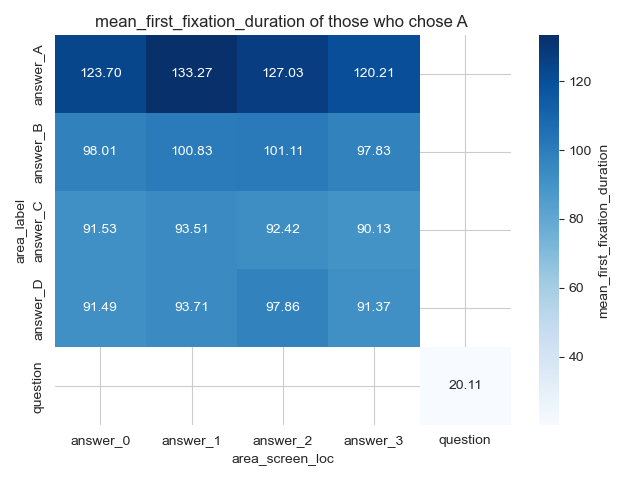 mean_first_fixation_duration of those who chose A
answer_A 123.70 133.27 127.03 120.21
answer_B 98.01 100.83 101.11 97.83
answer_C 91.53 93.51 92.42 90.13
answer_D 91.49 93.71 97.86 91.37
question 20.11
area_label
answer_0 answer_1 answer_2 answer_3 question
area_screen_loc
120
100
80
60
40
mean_first_fixation_duration